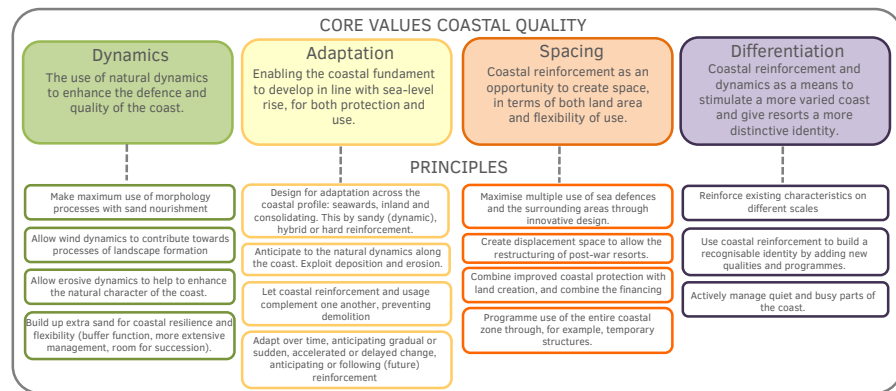 CORE VALUES COASTAL QUALITY
Dynamics
The use of natural dynamics
to enhance the defence and
quality of the coast.
Adaptation
Enabling the coastal fundament
to develop in line with sea-level
rise, for both protection and
use.
Spacing
Coastal reinforcement as an
opportunity to create space,
in terms of both land area
and flexibility of use.
Differentiation
Coastal reinforcement and
dynamics as a means to
stimulate a more varied coast
and give resorts a more
distinctive identity.
PRINCIPLES
Make maximum use of morphology
processes with sand nourishment
Allow wind dynamics to contribute towards
processes of landscape formation
Allow erosive dynamics to help to enhance
the natural character of the coast.
Build up extra sand for coastal resilience and
flexibility (buffer function, more extensive
management, room for succession).
Design for adaptation across the
coastal profile: seawards, inland and
consolidating. This by sandy (dynamic),
hybrid or hard reinforcement.
Anticipate to the natural dynamics along
the coast. Exploit deposition and erosion.
Let coastal reinforcement and usage
complement one another, preventing
demolition
Adapt over time, anticipating gradual or
sudden, accelerated or delayed change,
anticipating or following (future)
reinforcement
Maximise multiple use of sea defences
and the surrounding areas through
innovative design.
Create displacement space to allow the
restructuring of post-war resorts.
Combine improved coastal protection with
land creation, and combine the financing
Programme use of the entire coastal
zone through, for example, temporary
structures.
Reinforce existing characteristics on
different scales
Use coastal reinforcement to build a
recognisable identity by adding new
qualities and programmes.
Actively manage quiet and busy parts of
the coast.